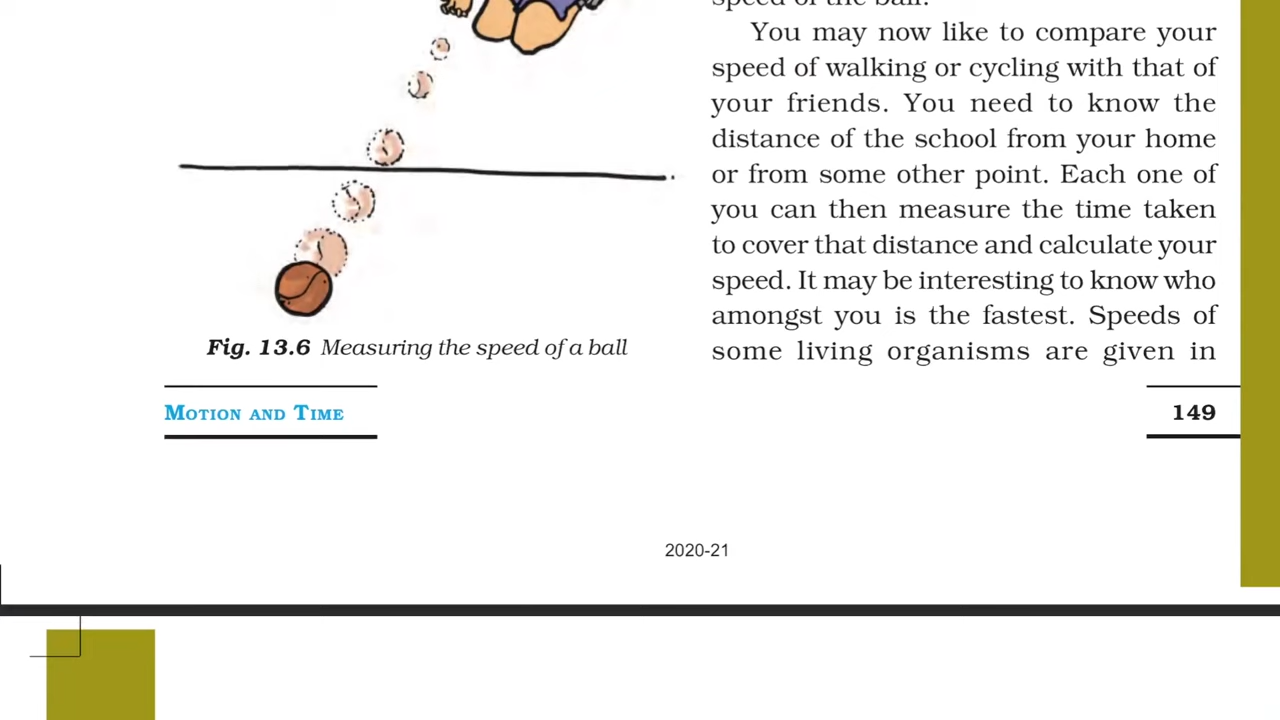 speed of the ball.
You may now like to compare your
speed of walking or cycling with that of
your friends. You need to know the
distance of the school from your home
or from some other point. Each one of
you can then measure the time taken
to cover that distance and calculate your
speed. It may be interesting to know who
amongst you is the fastest. Speeds of
some living organisms are given in
Fig. 13.6 Measuring the speed of a ball
MOTION AND TIME
149
2020-21